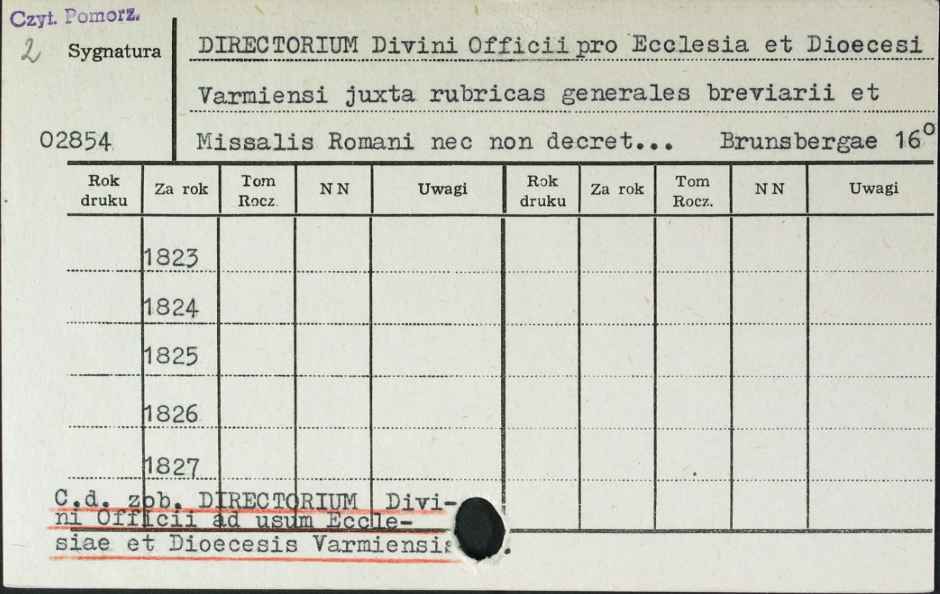 Czyt. Pomorz.
2 Sygnatura
02854
DIRECTORIUM Divini Officii pro Ecclesia et Dioecesi
Varmiensi juxta rubricas generales breviarii et
Missalis Romani nec non decret... Brunsbergae 16°
Rok druku Za rok Tom Rocz. NN Uwagi Rok druku Za rok Tom Rocz. NN Uwagi
1823
1824
1825
1826
1827
C.d. zob. DIRECTORIUM Divi-
ni Officii ad usum Eccle-
siae et Dioecesis Varmiensis.